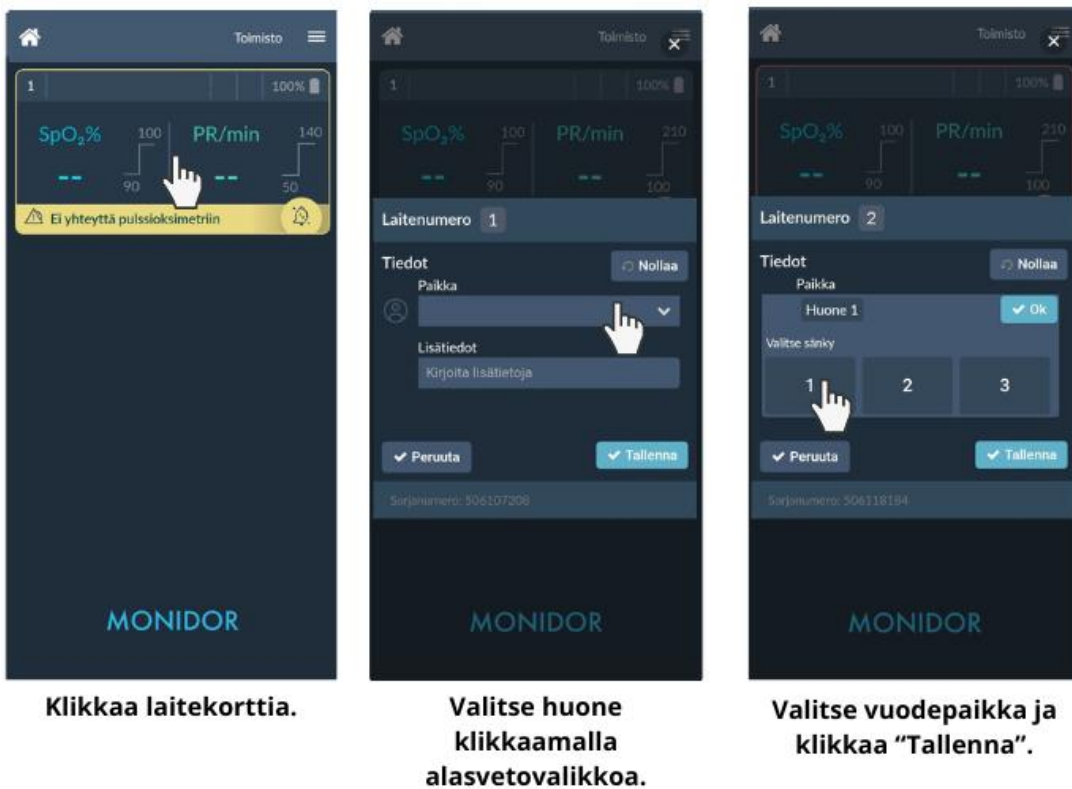 Toimisto
1
100%
SpO₂%
100
90
--
PR/min
140
50
--
Ei yhteyttä pulssioksimetriin
MONIDOR
Klikkaa laitekorttia.
Toimisto
1
100%
SpO₂%
100
90
--
PR/min
210
100
--
Laitenumero 1
Tiedot
Nollaa
Paikka
Lisätiedot
Kirjoita lisätietoja
Peruuta
Tallenna
Sarjanumero: 506107208
MONIDOR
Valitse huone
klikkaamalla
alasvetovalikkoa.
Toimisto
1
100%
SpO₂%
100
90
--
PR/min
210
100
--
Laitenumero 2
Tiedot
Nollaa
Paikka
Huone 1
Ok
Valitse sänky
1 2 3
Peruuta
Tallenna
Sarjanumero: 506118184
MONIDOR
Valitse vuodepaikka ja
klikkaa “Tallenna”.